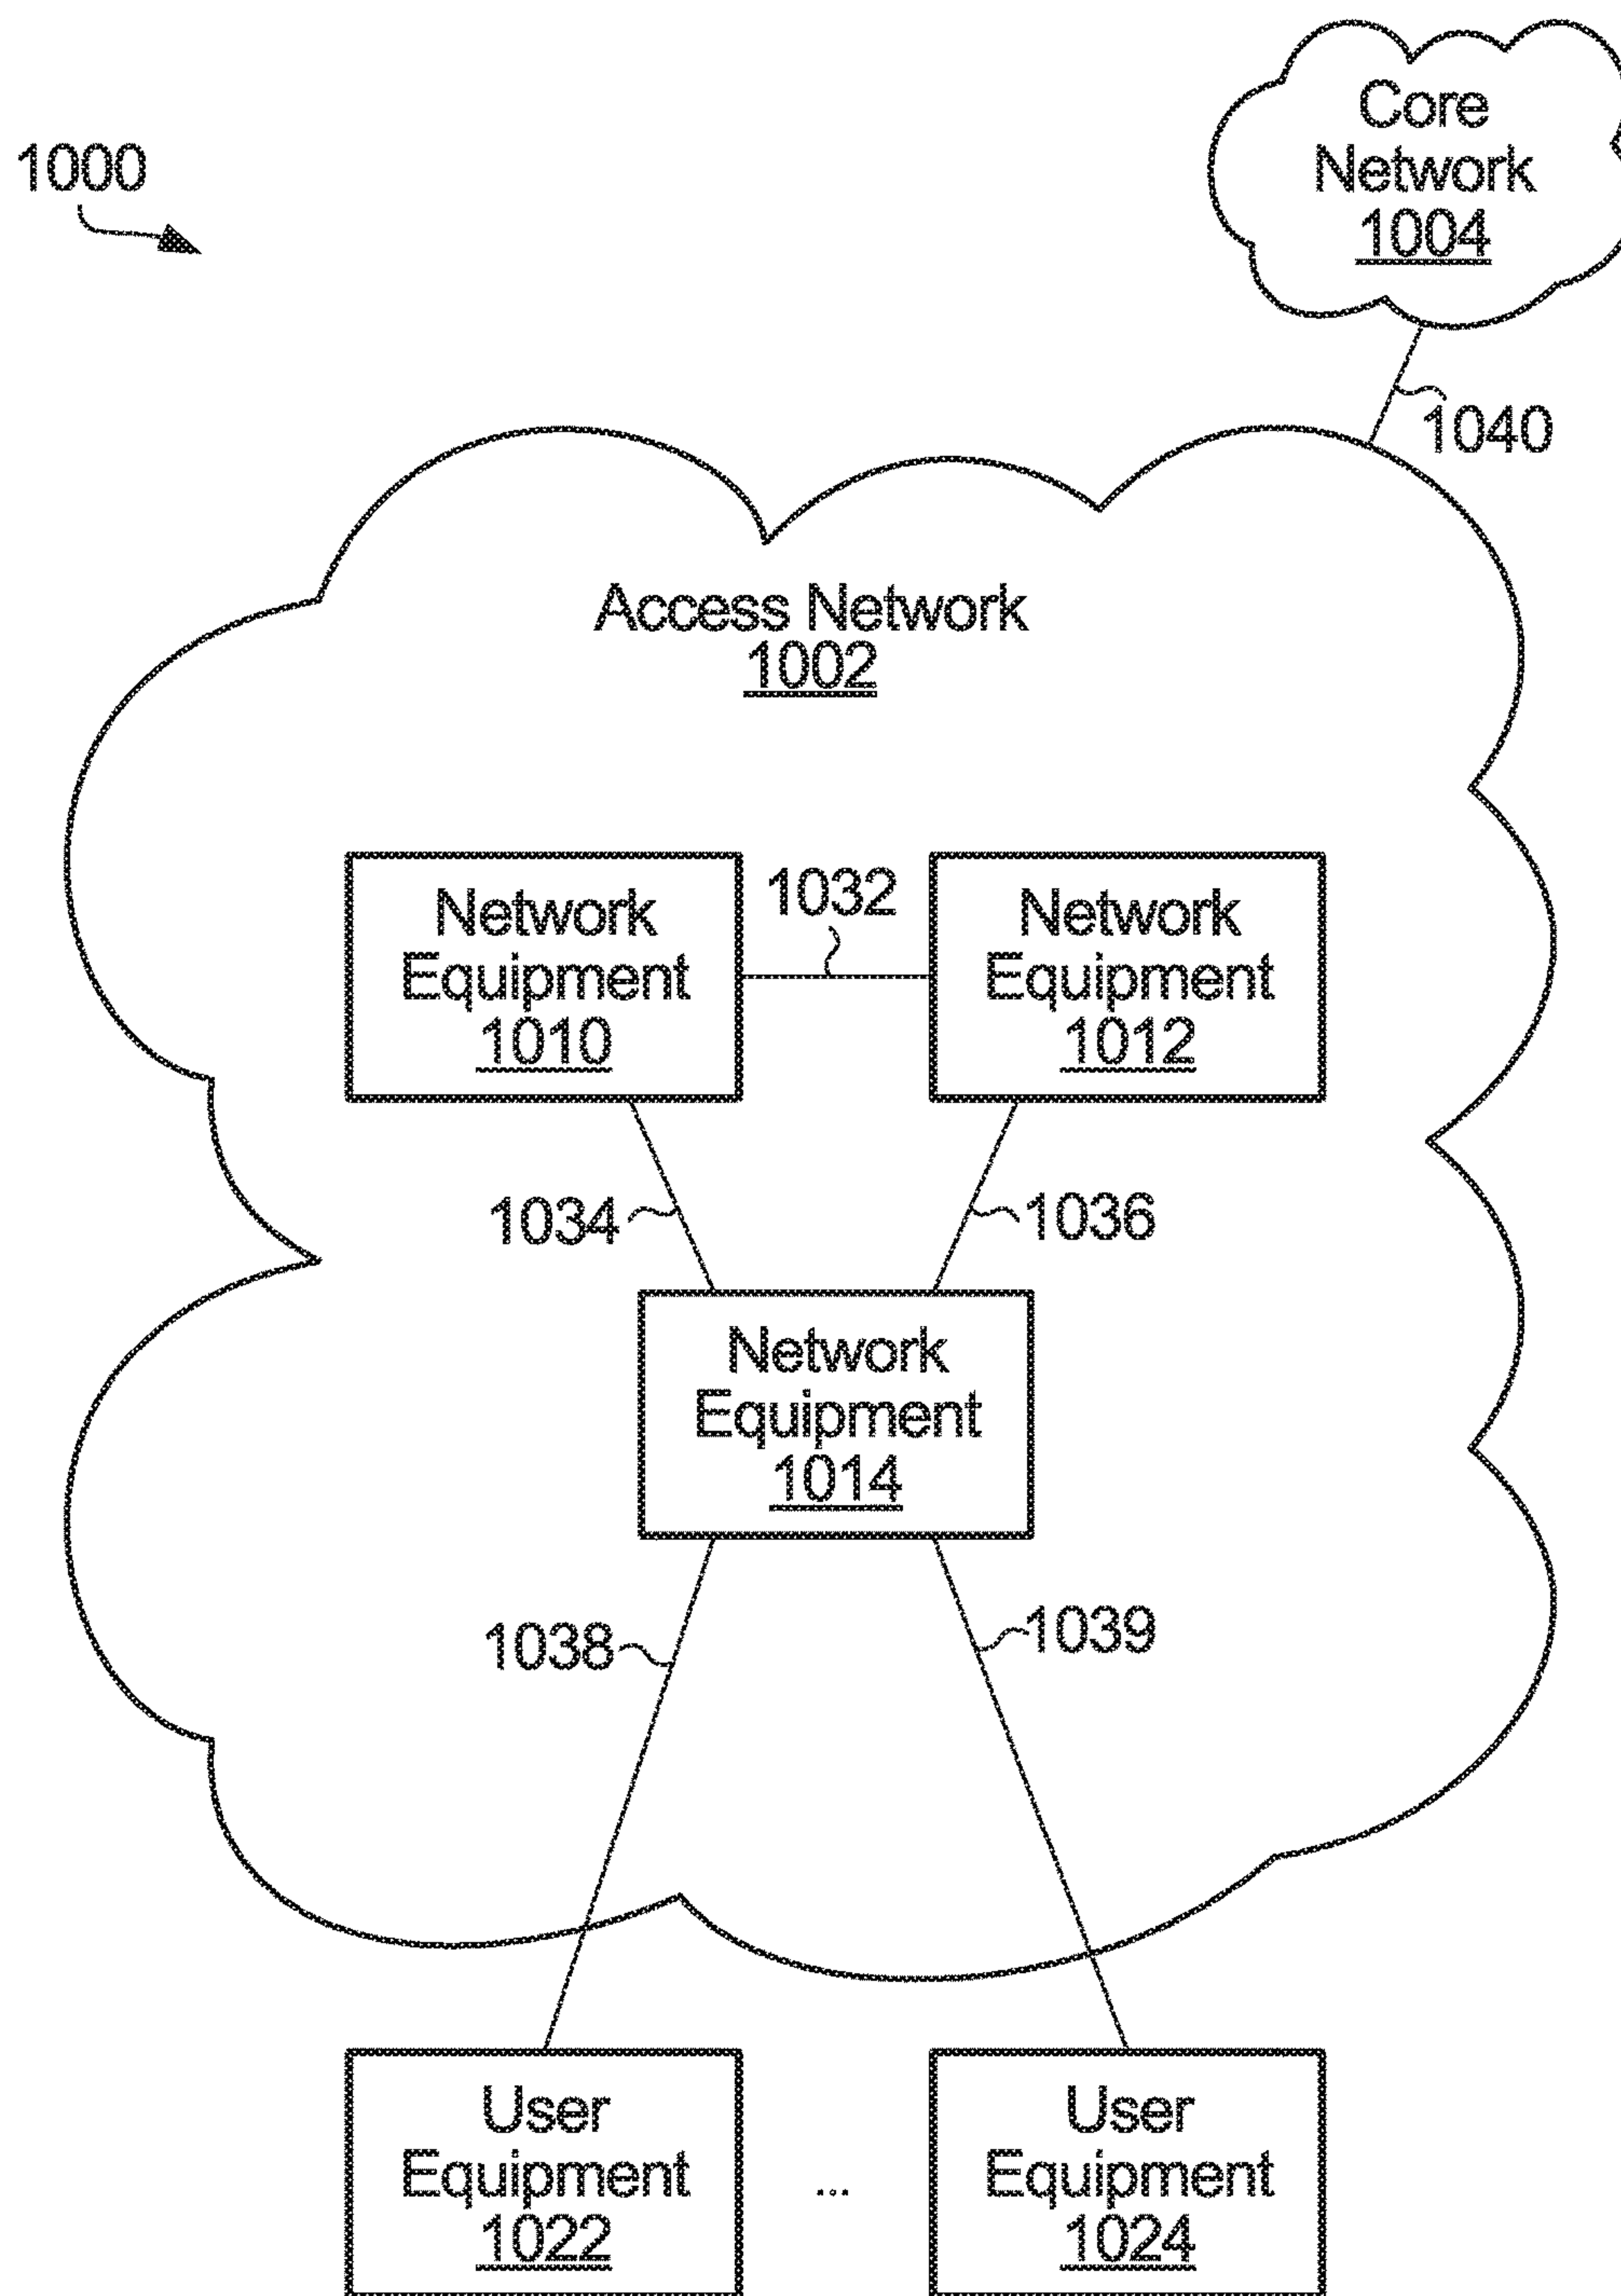 Core
Network
1004
1000
1040
Access Network
1002
Network
Equipment
1010
1032
Network
Equipment
1012
1034
1036
Network
Equipment
1014
1038
1039
User
Equipment
1022
...
User
Equipment
1024